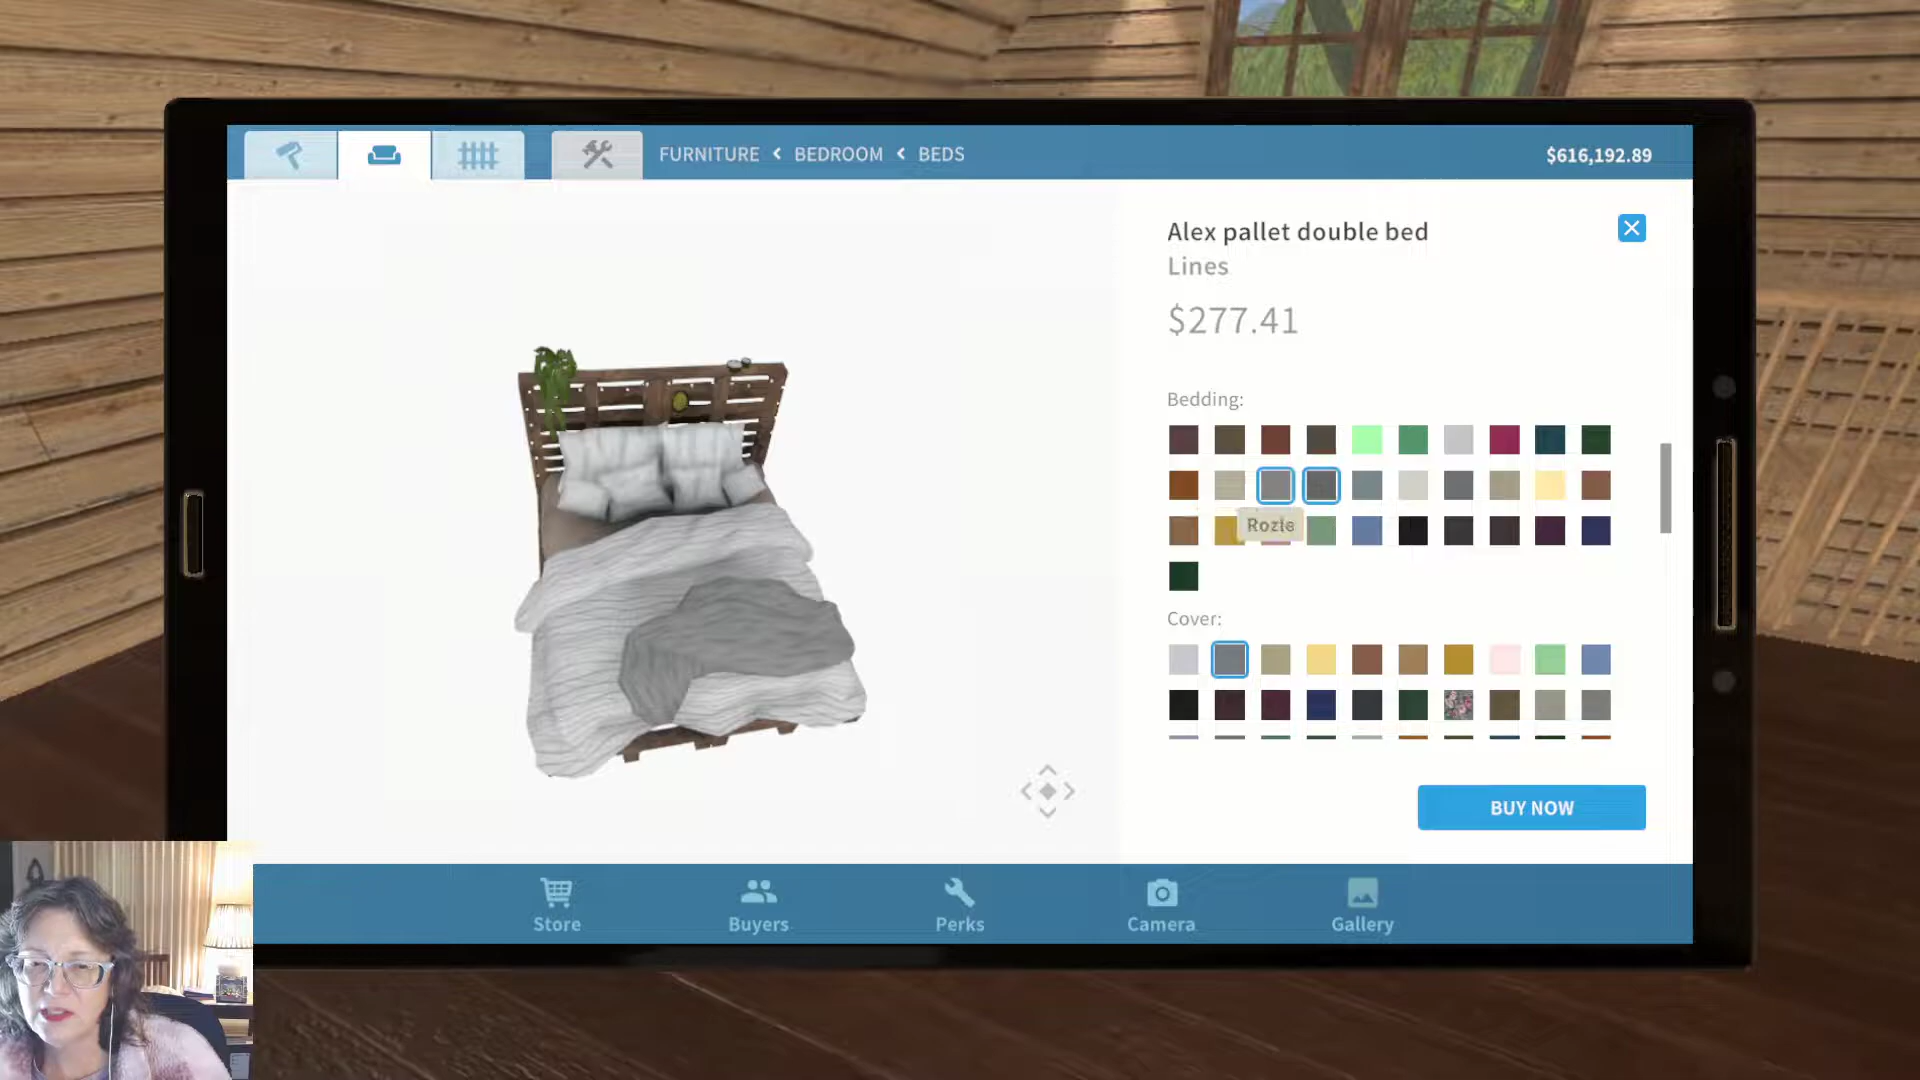 FURNITURE < BEDROOM < BEDS
$616,192.89
Alex pallet double bed
Lines
$277.41
Bedding:
Rozie
Cover:
BUY NOW
Store
Buyers
Perks
Camera
Gallery